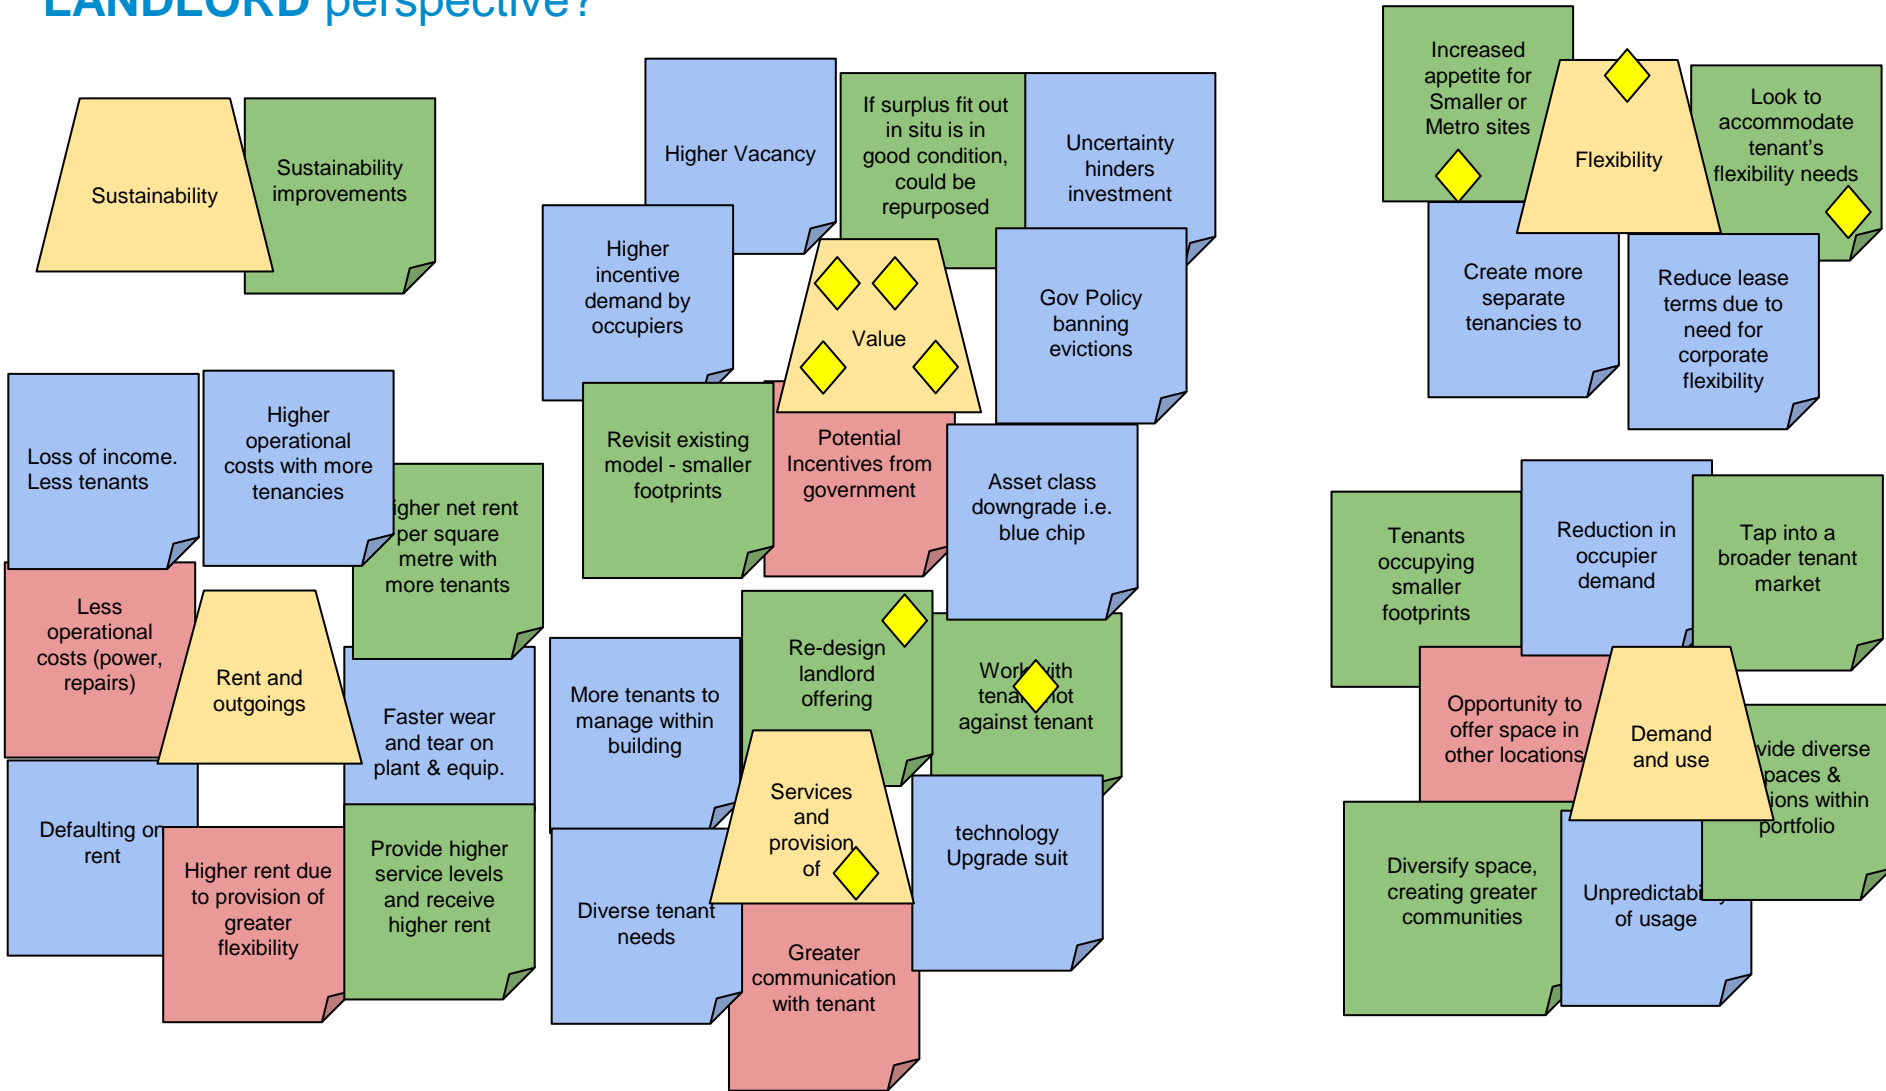 LANDLORD perspective?
Sustainability
Sustainability
improvements
Higher Vacancy
If surplus fit out
in situ is in
good condition,
could be
repurposed
Uncertainty
hinders
investment
Higher
incentive
demand by
occupiers
Value
Gov Policy
banning
evictions
Revisit existing
model - smaller
footprints
Potential
Incentives from
government
Asset class
downgrade i.e.
blue chip
Increased
appetite for
Smaller or
Metro sites
Flexibility
Look to
accommodate
tenant's
flexibility needs
Create more
separate
tenancies to
Reduce lease
terms due to
need for
corporate
flexibility
Loss of income.
Less tenants
Higher
operational
costs with more
tenancies
igher net rent
per square
metre with
more tenants
Less
operational
costs (power,
repairs)
Rent and
outgoings
Faster wear
and tear on
plant & equip.
Defaulting on
rent
Higher rent due
to provision of
greater
flexibility
Provide higher
service levels
and receive
higher rent
More tenants to
manage within
building
Re-design
landlord
offering
Work with
tenant not
against tenant
Services
and
provision
of
technology
Upgrade suit
Diverse tenant
needs
Greater
communication
with tenant
Tenants
occupying
smaller
footprints
Reduction in
occupier
demand
Tap into a
broader tenant
market
Opportunity to
offer space in
other locations
Demand
and use
vide diverse
paces &
ions within
portfolio
Diversify space,
creating greater
communities
Unpredictabi
of usage